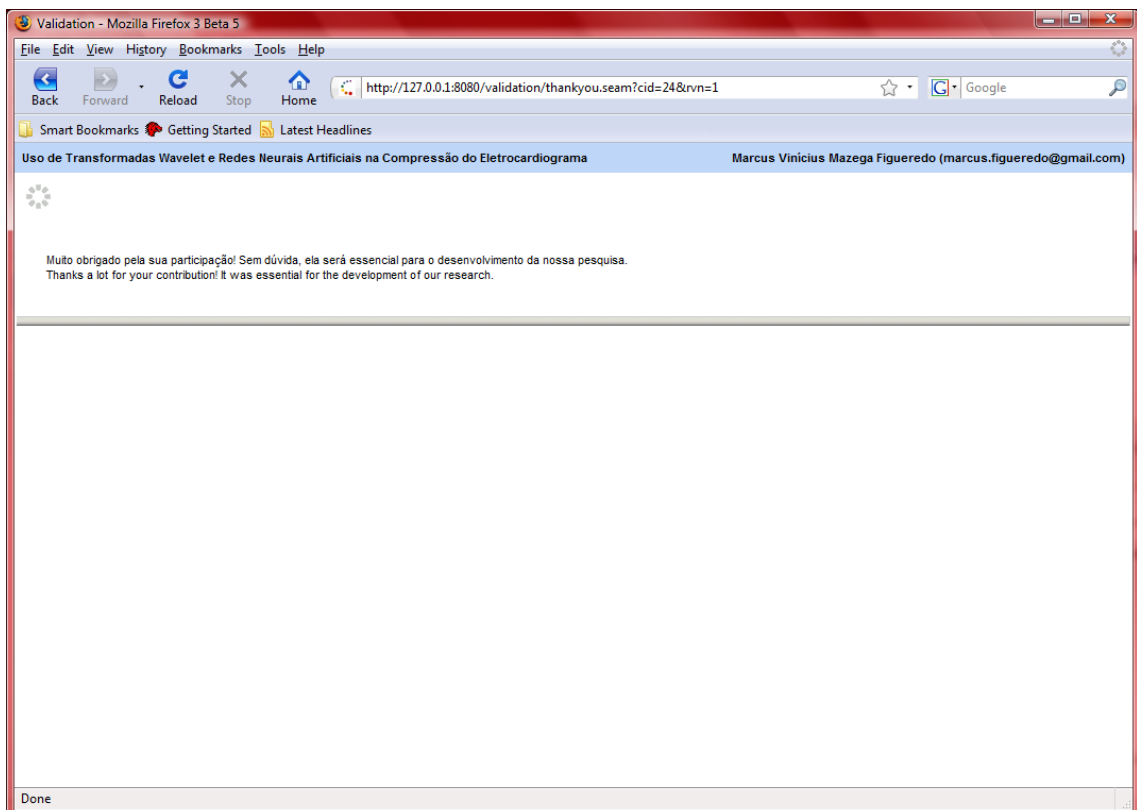 Validation - Mozilla Firefox 3 Beta 5
File Edit View History Bookmarks Tools Help
Back Forward Reload Stop Home http://127.0.0.1:8080/validation/thankyou.seam?cid=24&rvn=1 G Google
Smart Bookmarks Getting Started Latest Headlines
Uso de Transformadas Wavelet e Redes Neurais Artificiais na Compressão do Eletrocardiograma Marcus Vinícius Mazega Figueredo (marcus.figueredo@gmail.com)
Muito obrigado pela sua participação! Sem dúvida, ela será essencial para o desenvolvimento da nossa pesquisa.
Thanks a lot for your contribution! It was essential for the development of our research.
Done